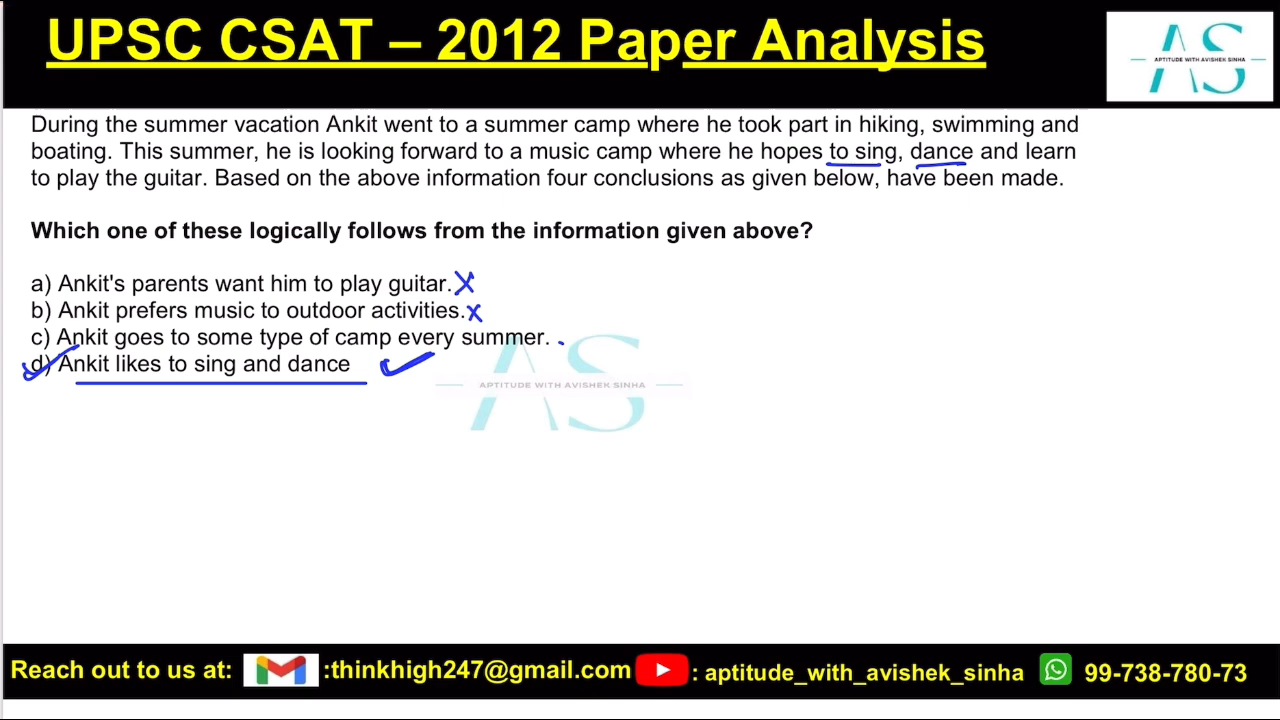 UPSC CSAT – 2012 Paper Analysis
AS
APTITUDE WITH AVISHEK SINHA
During the summer vacation Ankit went to a summer camp where he took part in hiking, swimming and
boating. This summer, he is looking forward to a music camp where he hopes to sing, dance and learn
to play the guitar. Based on the above information four conclusions as given below, have been made.
Which one of these logically follows from the information given above?
a) Ankit's parents want him to play guitar.
b) Ankit prefers music to outdoor activities.
c) Ankit goes to some type of camp every summer.
d) Ankit likes to sing and dance
AS
APTITUDE WITH AVISHEK SINHA
Reach out to us at: :thinkhigh247@gmail.com : aptitude_with_avishek_sinha 99-738-780-73